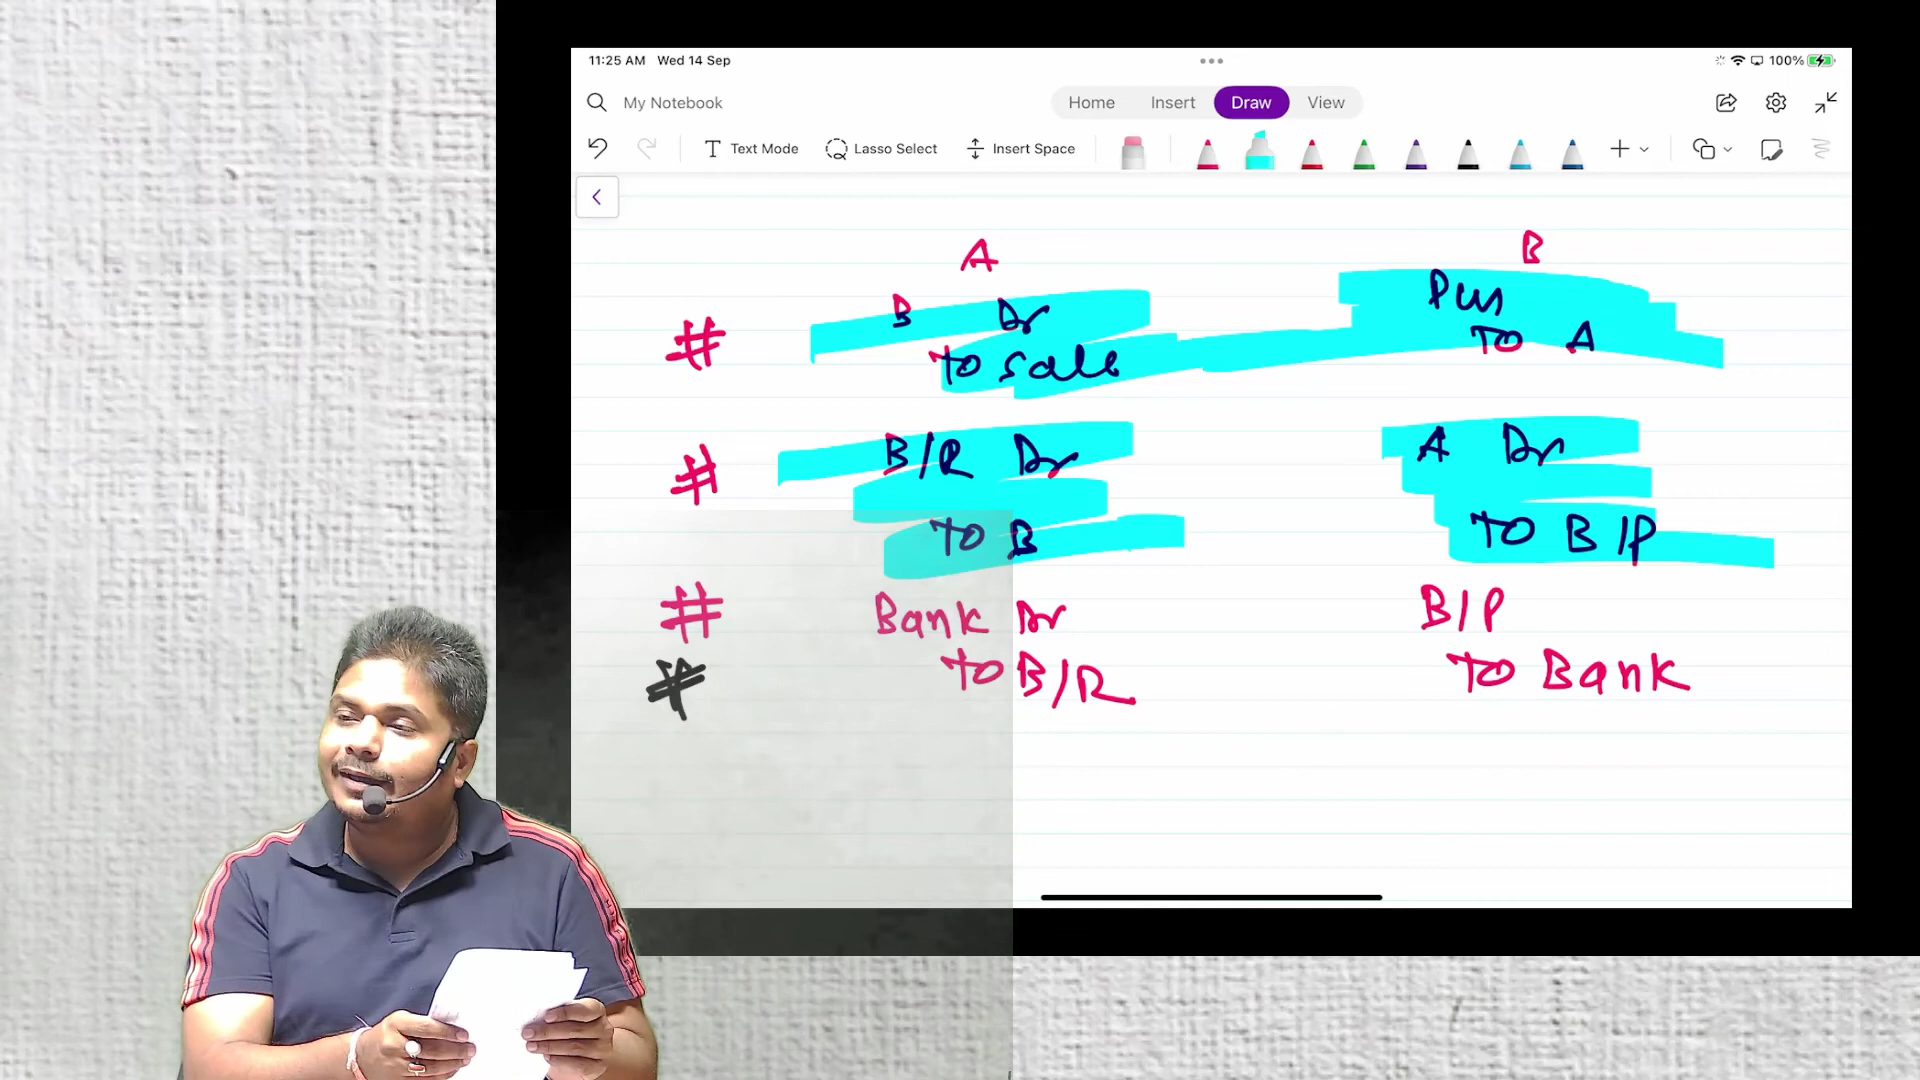 11:25 AM Wed 14 Sep
100%
My Notebook
Home Insert Draw View
Text Mode Lasso Select Insert Space
A B
# B Dr Pur
To Sale To A
# B/R Dr A Dr
To B To B/P
# Bank Dr B/P
To B/R To Bank
#